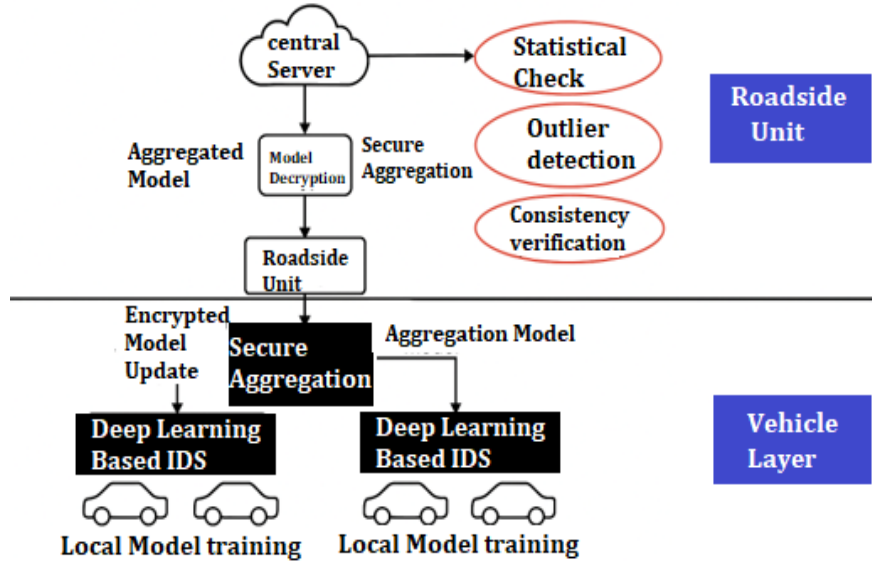 central
Server
Statistical
Check
Roadside
Unit
Aggregated
Model
Model
Decryption
Secure
Aggregation
Outlier
detection
Consistency
verification
Roadside
Unit
Encrypted
Model
Update
Secure
Aggregation
Aggregation Model
Deep Learning
Based IDS
Deep Learning
Based IDS
Vehicle
Layer
Local Model training
Local Model training